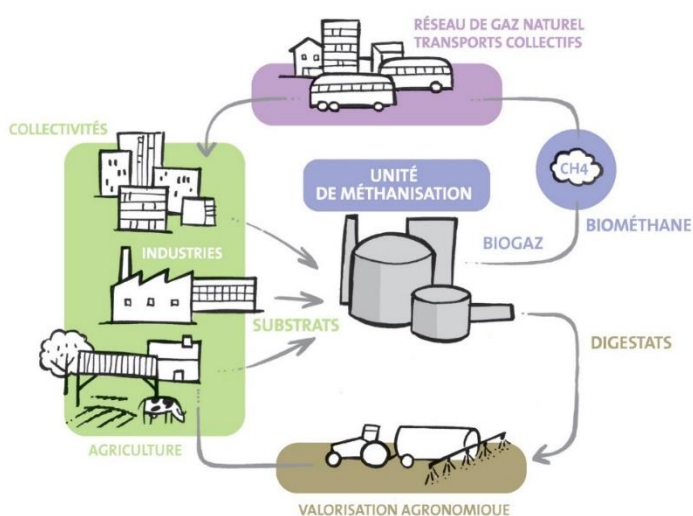 RÉSEAU DE GAZ NATUREL
TRANSPORTS COLLECTIFS
COLLECTIVITÉS
UNITÉ
DE MÉTHANISATION
CH4
BIOGAZ
BIOMÉTHANE
INDUSTRIES
SUBSTRATS
DIGESTATS
AGRICULTURE
VALORISATION AGRONOMIQUE